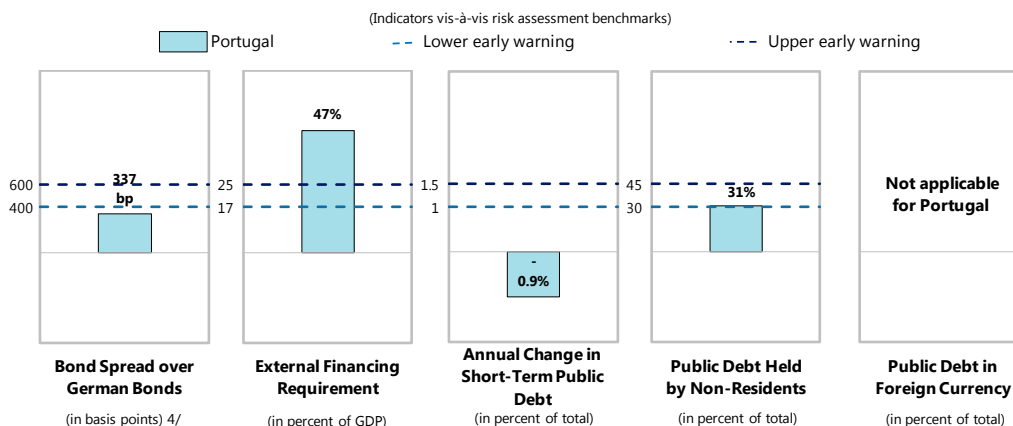 (Indicators vis-à-vis risk assessment benchmarks)
Portugal
Lower early warning
Upper early warning
600
400
337
bp
25
17
47%
1.5
1
-
0.9%
45
30
31%
Not applicable
for Portugal
Bond Spread over
German Bonds
(in basis points) 4/
External Financing
Requirement
(in percent of GDP)
Annual Change in
Short-Term Public
Debt
(in percent of total)
Public Debt Held
by Non-Residents
(in percent of total)
Public Debt in
Foreign Currency
(in percent of total)